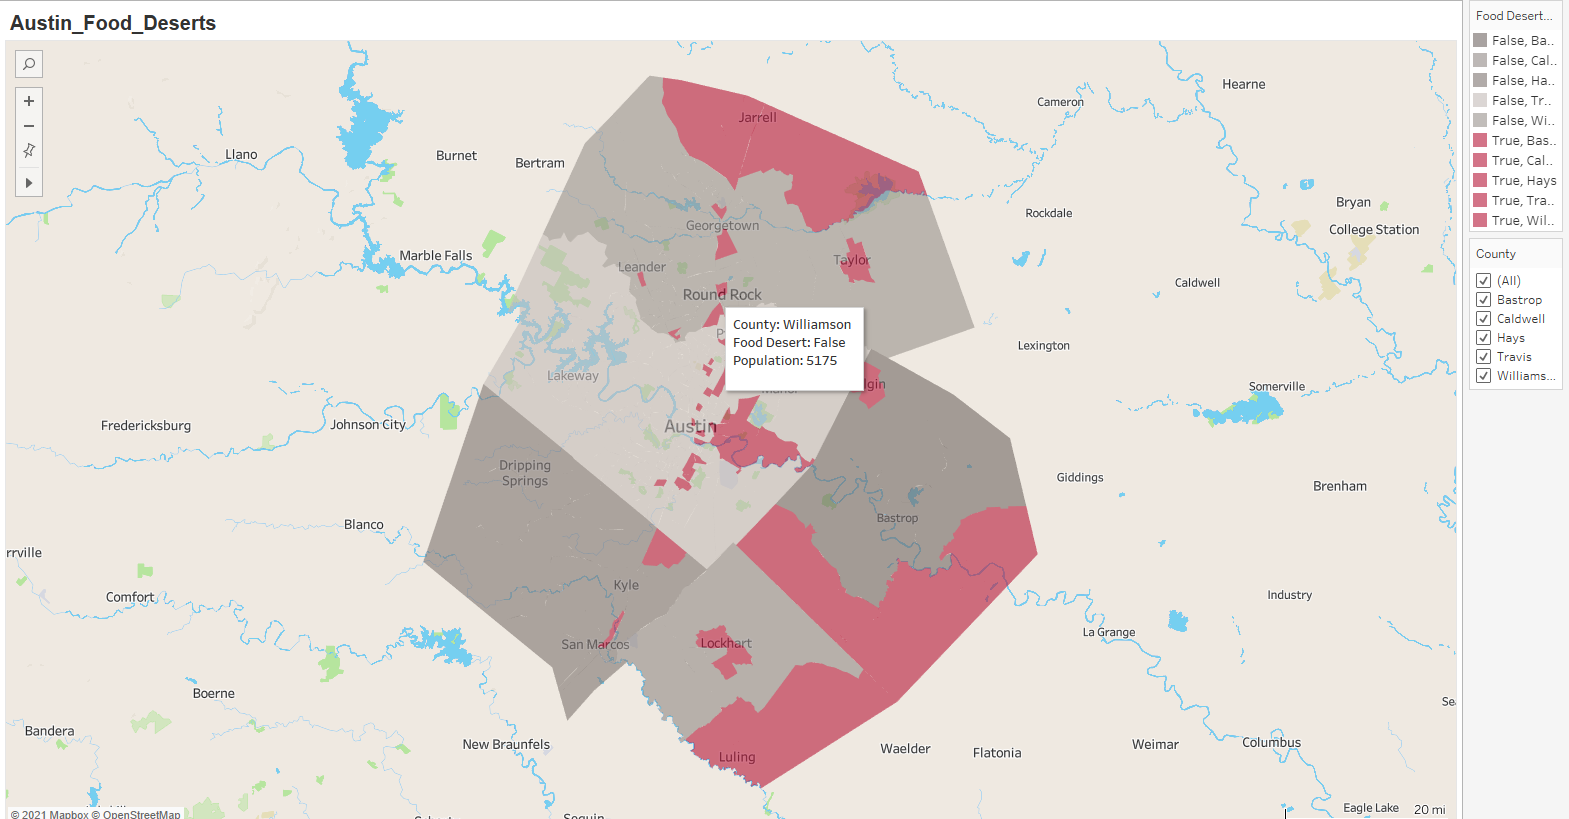 Austin_Food_Deserts
Food Desert...
False, Ba..
False, Cal..
False, Ha..
False, Tr..
False, Wi..
True, Bas..
True, Cal..
True, Hays
True, Tra..
True, Wil..
County
(All)
Bastrop
Caldwell
Hays
Travis
Williams...
Hearne
Cameron
Jarrell
Llano
Burnet
Bertram
Rockdale
Bryan
College Station
Georgetown
Marble Falls
Taylor
Leander
Caldwell
Round Rock
County: Williamson
Food Desert: False
Population: 5175
Lexington
Lakeway
lgin
Somerville
Fredericksburg
Johnson City
Austin
Dripping
Springs
Giddings
Brenham
Blanco
Bastrop
rrville
Kyle
Comfort
Industry
La Grange
San Marcos
Lockhart
Boerne
Se
Bandera
New Braunfels
Luling
Waelder
Flatonia
Weimar
Columbus
Eagle Lake
20 mi
© 2021 Mapbox © OpenStreetMap